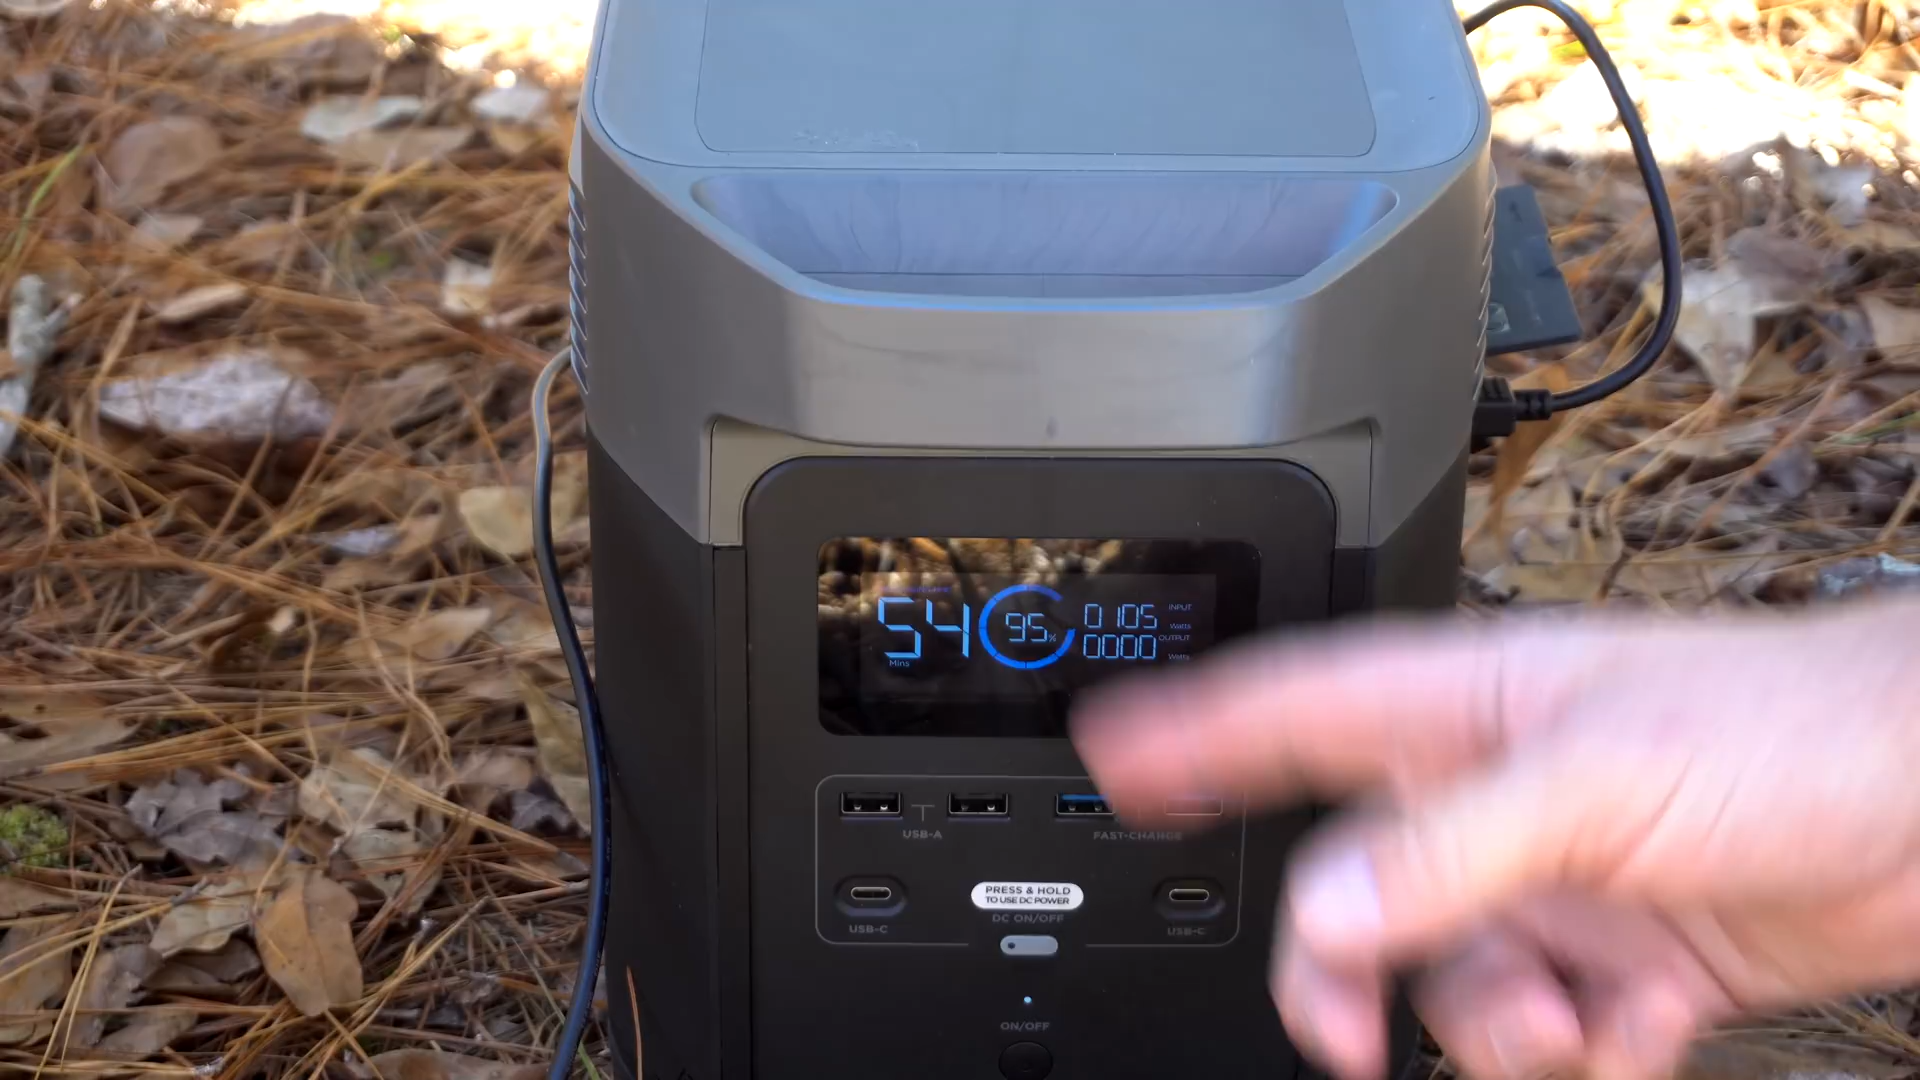 54
Mins
95%
0105 INPUT
Watts
0000 OUTPUT
Watts
USB-A
FAST-CHARGE
PRESS & HOLD
TO USE DC POWER
DC ON/OFF
USB-C
USB-C
ON/OFF